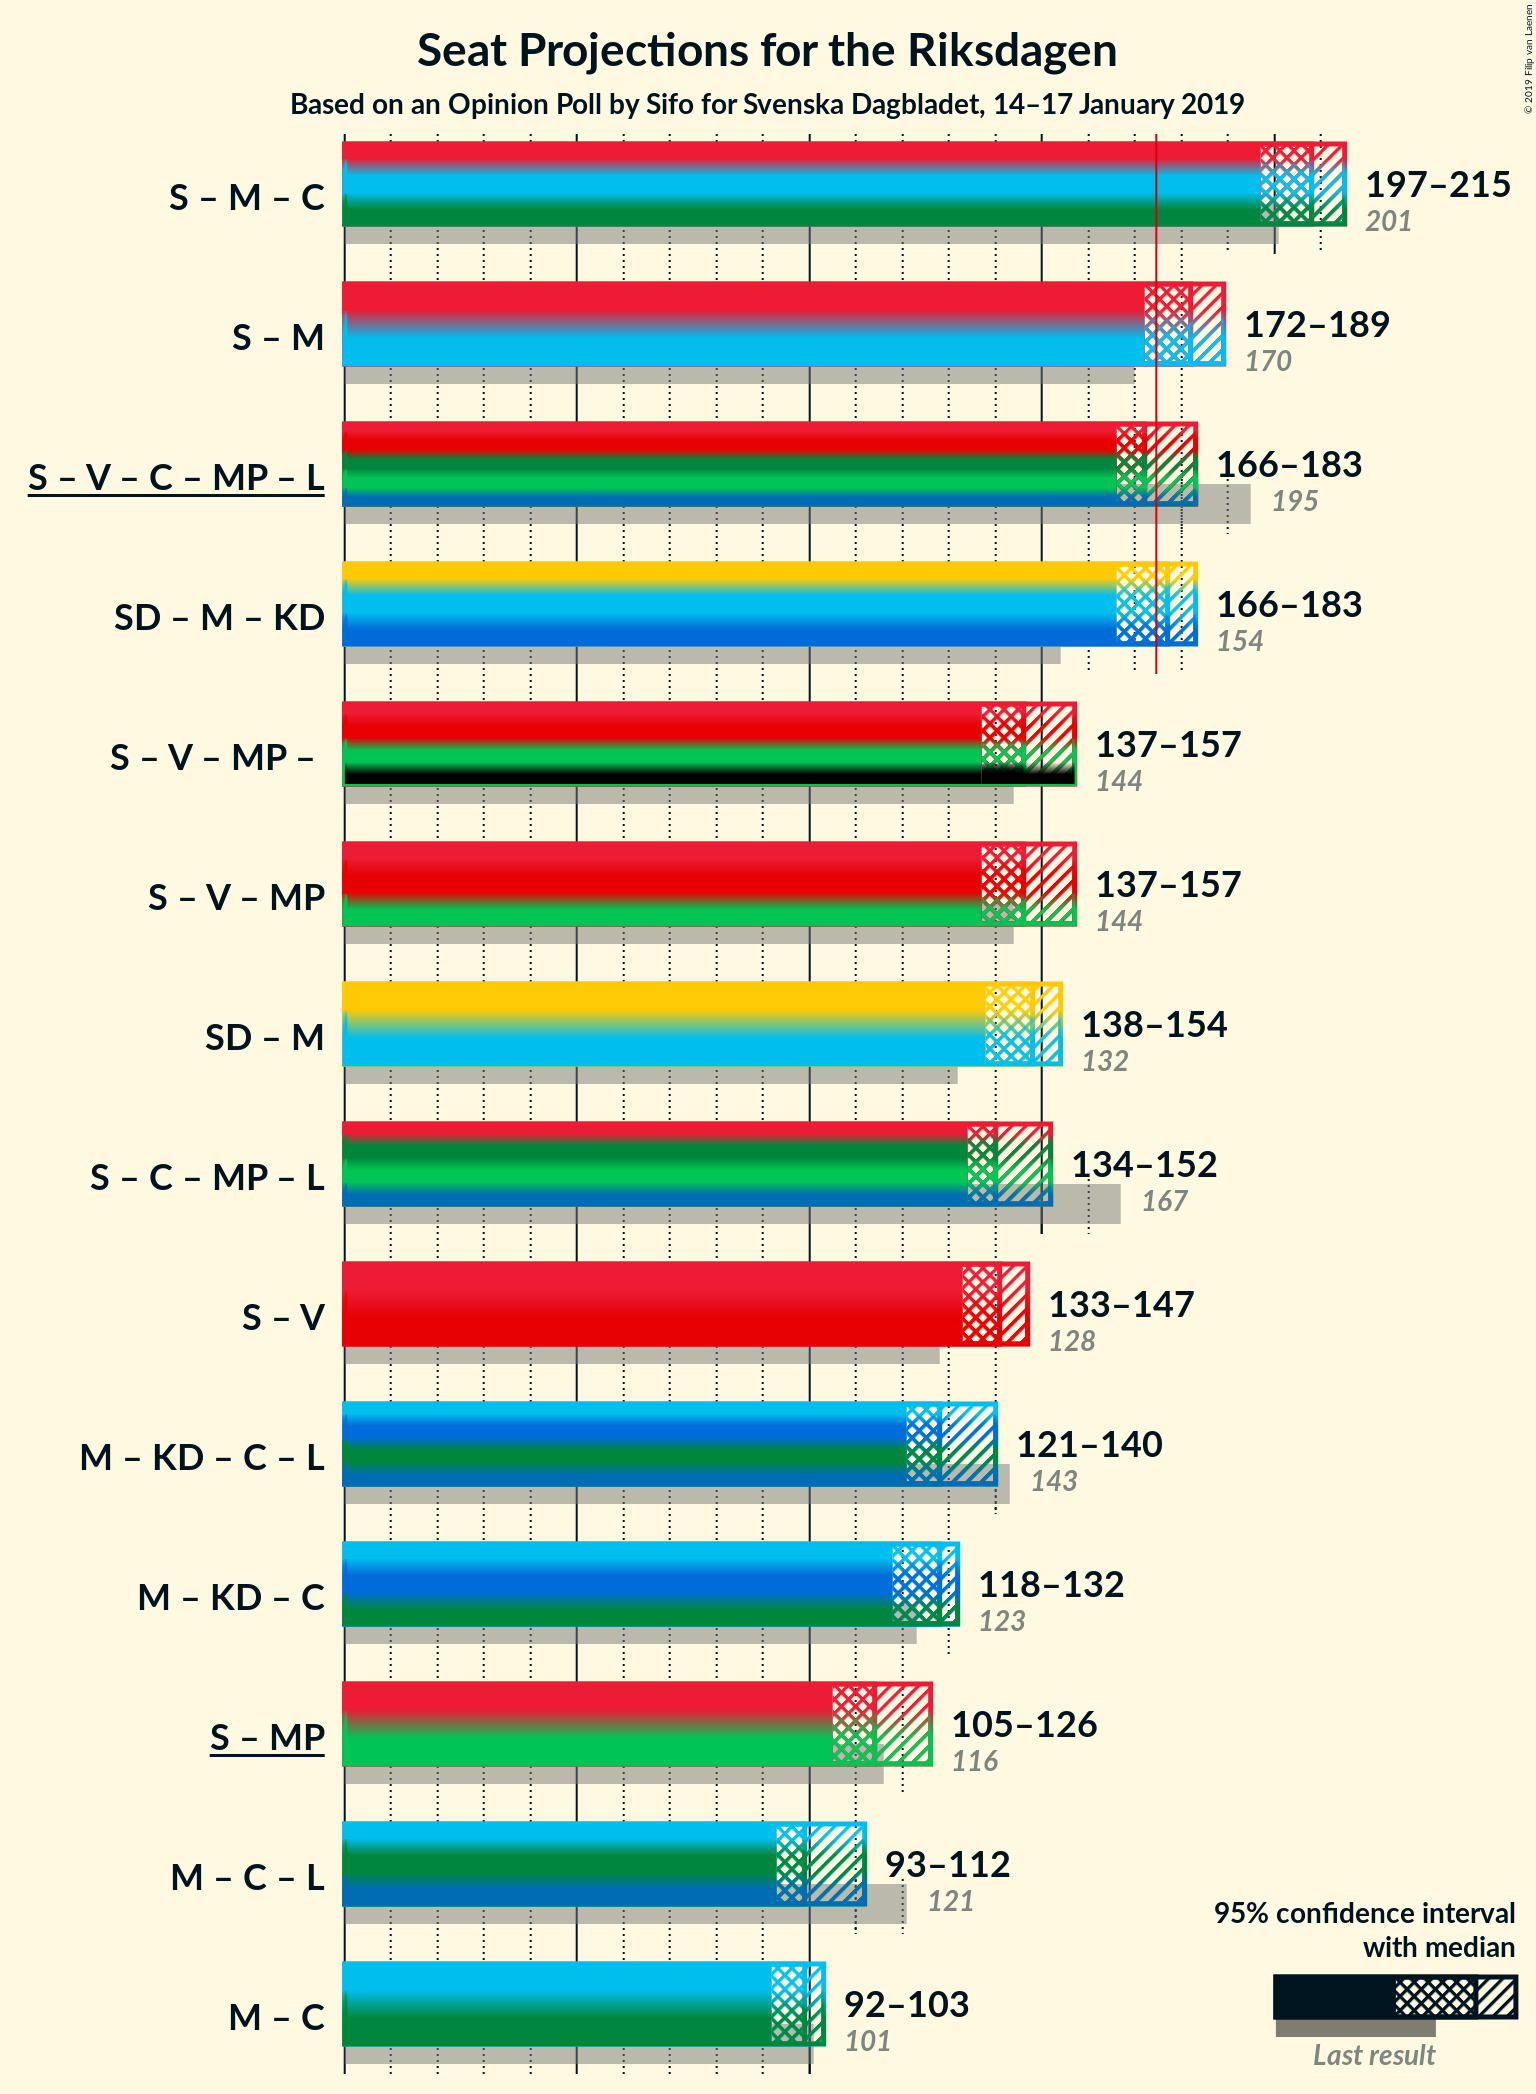 Seat Projections for the Riksdagen
Based on an Opinion Poll by Sifo for Svenska Dagbladet, 14–17 January 2019
© 2019 Filip van Laenen
S – M – C
197–215
201
S – M
172–189
170
S – V – C – MP – L
166–183
195
SD – M – KD
166–183
154
S – V – MP –
137–157
144
S – V – MP
137–157
144
SD – M
138–154
132
S – C – MP – L
134–152
167
S – V
133–147
128
M – KD – C – L
121–140
143
M – KD – C
118–132
123
S – MP
105–126
116
M – C – L
93–112
121
M – C
92–103
101
95% confidence interval
with median
Last result